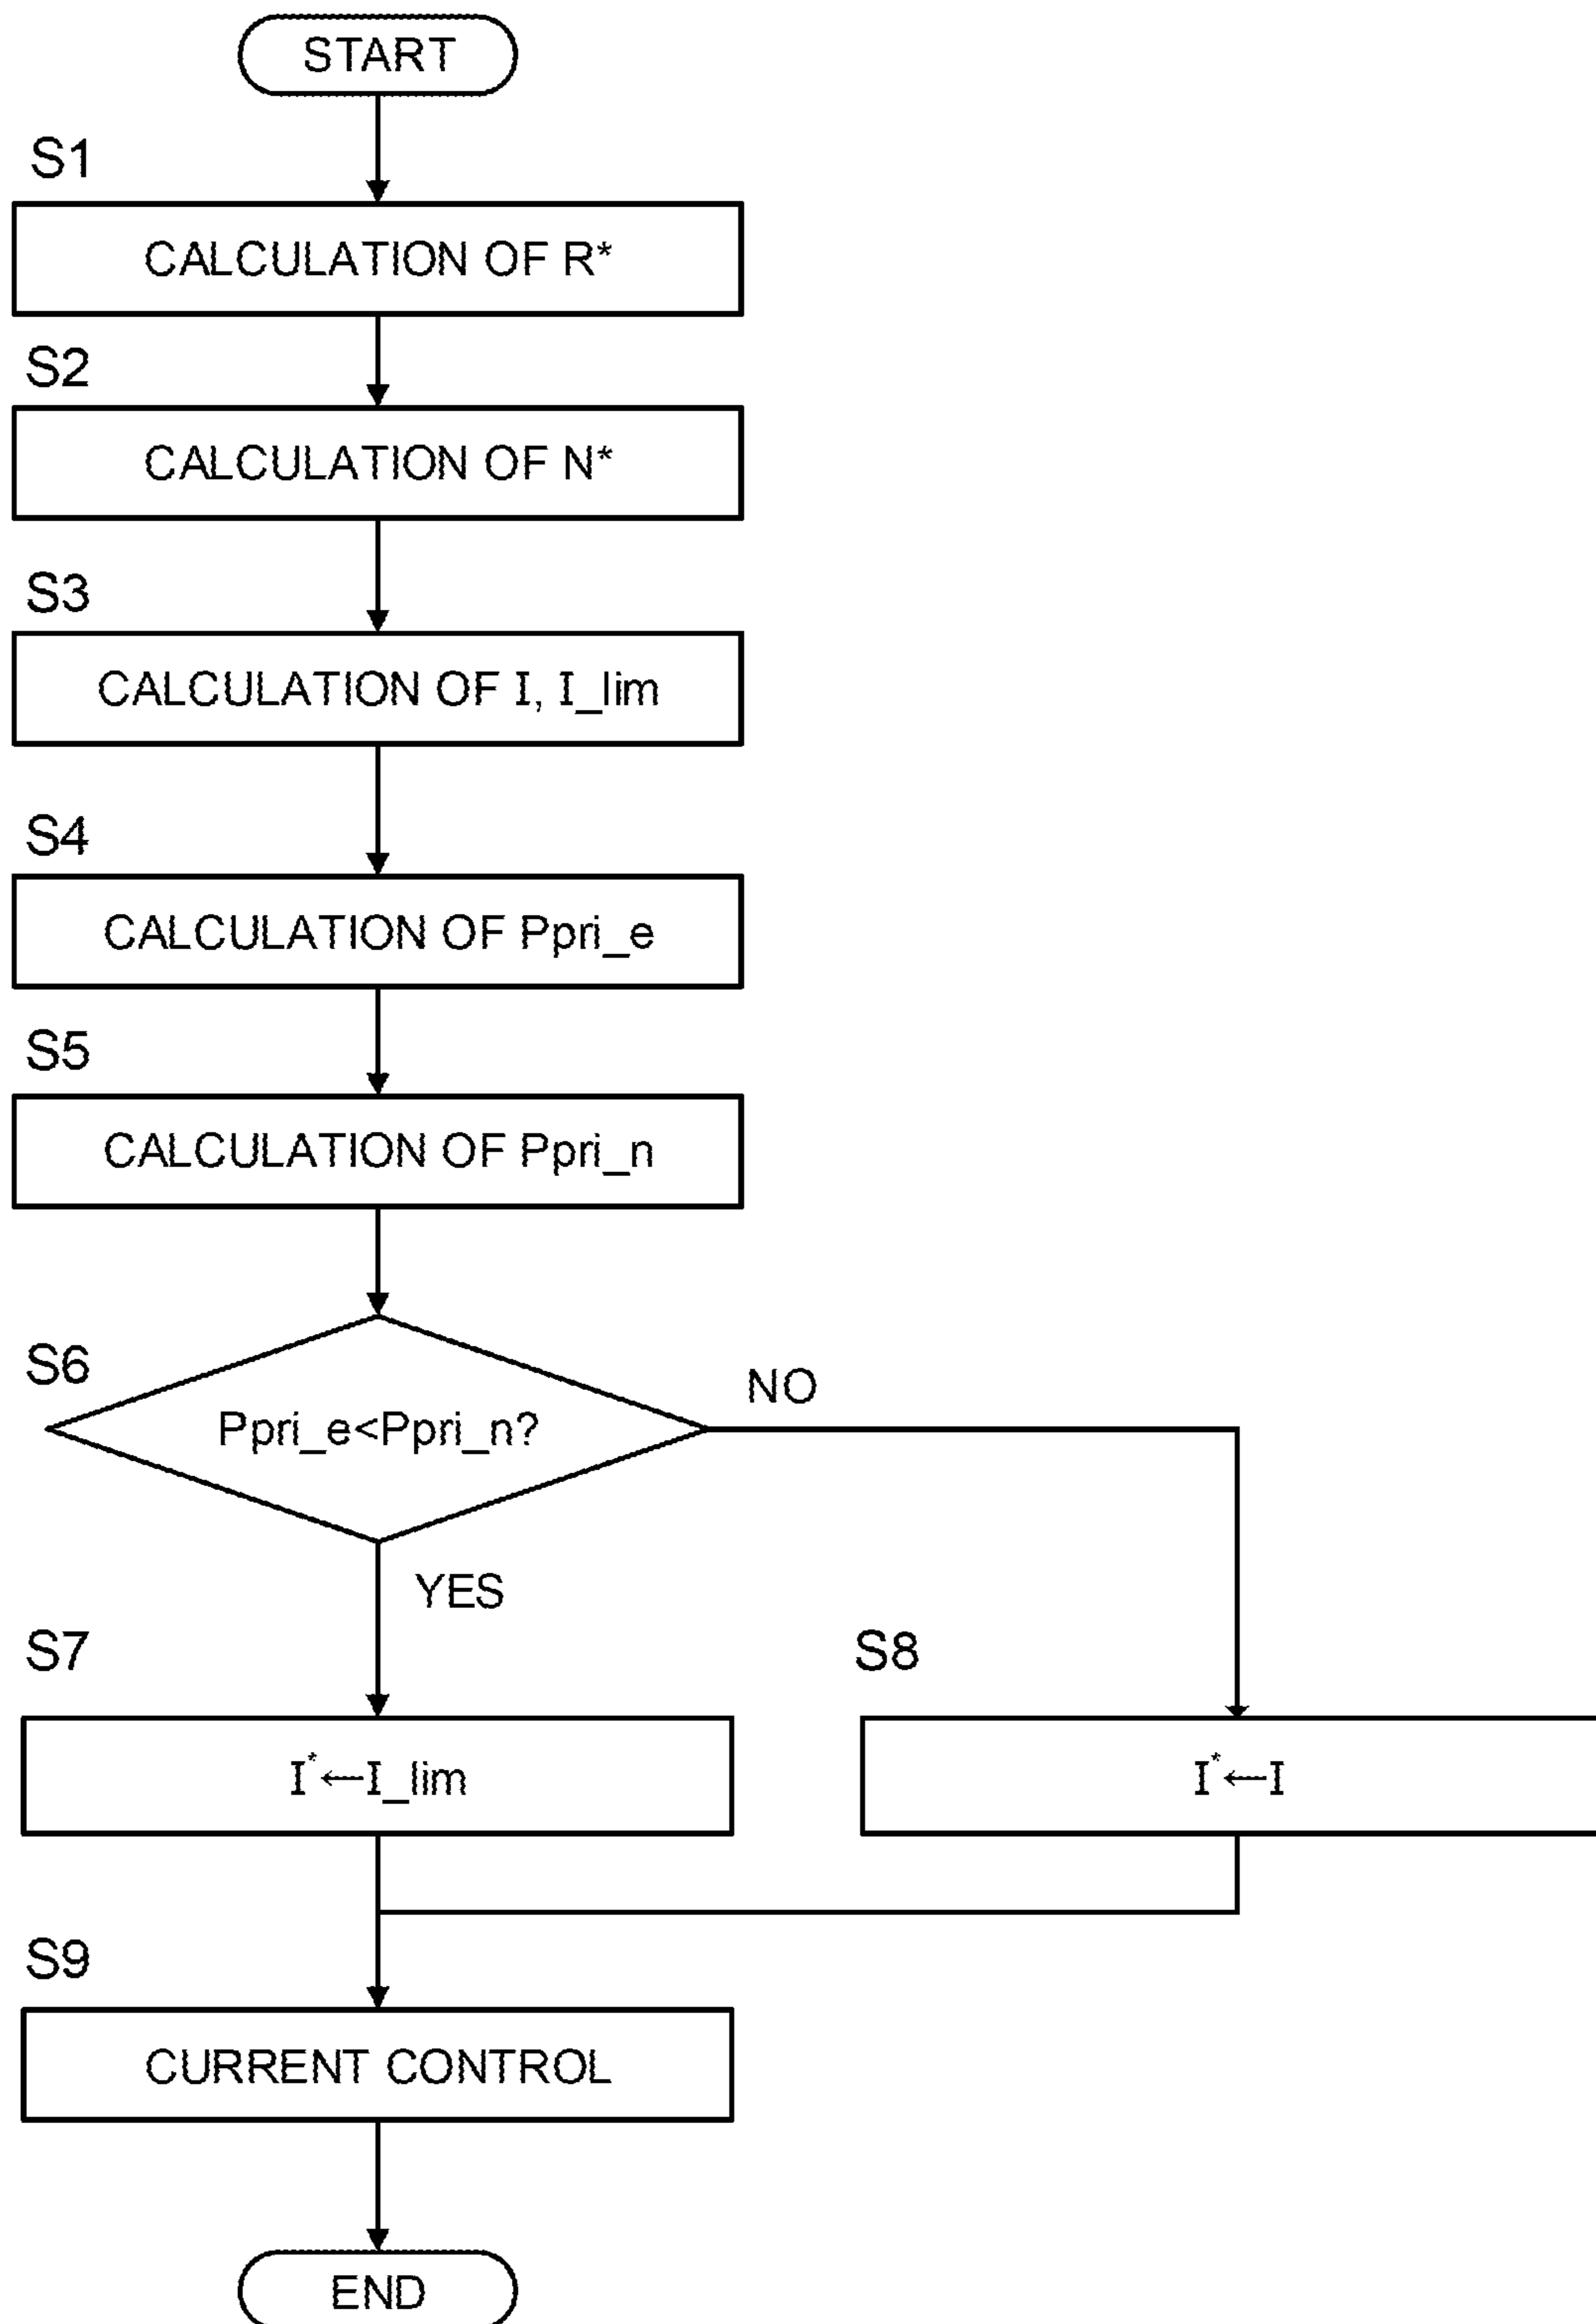 START
S1
CALCULATION OF R*
S2
CALCULATION OF N*
S3
CALCULATION OF I, I_lim
S4
CALCULATION OF Ppri_e
S5
CALCULATION OF Ppri_n
S6
Ppri_e<Ppri_n?
NO
YES
S7
S8
I*←I_lim
I*←I
S9
CURRENT CONTROL
END